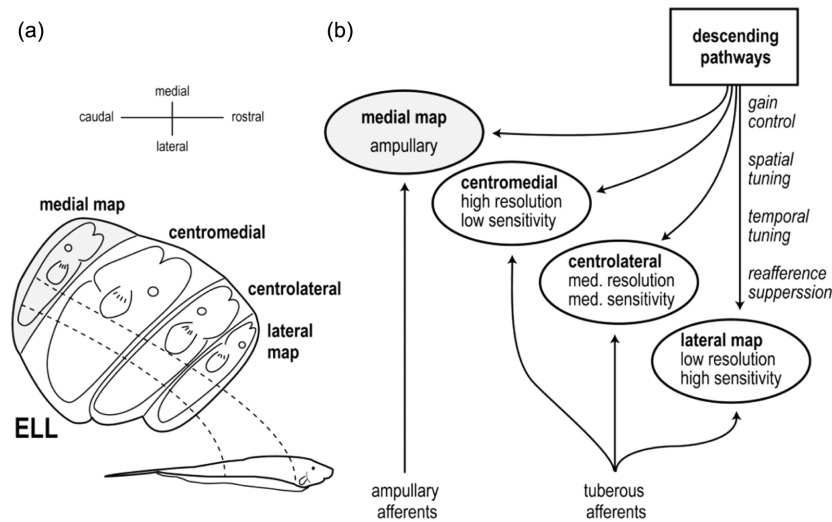 (a)
medial
caudal
rostral
lateral
medial map
centromedial
centrolateral
lateral
map
ELL
(b)
descending
pathways
gain
control
spatial
tuning
temporal
tuning
reafference
supperssion
medial map
ampullary
centromedial
high resolution
low sensitivity
centrolateral
med. resolution
med. sensitivity
lateral map
low resolution
high sensitivity
ampullary
afferents
tuberous
afferents